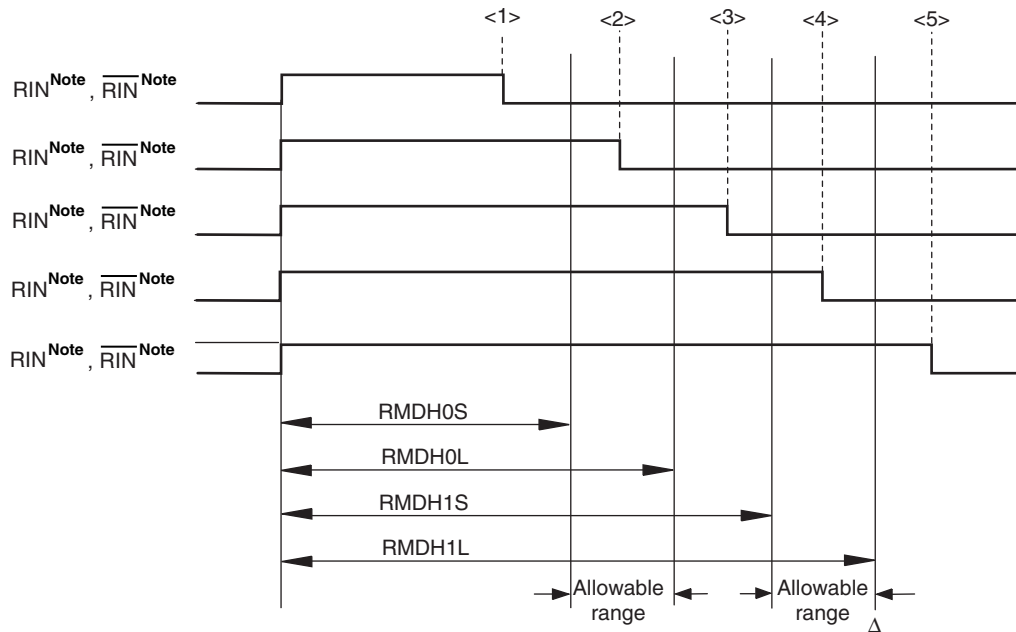 <1> <2> <3> <4> <5>
RIN Note , RIN Note
RIN Note , RIN Note
RIN Note , RIN Note
RIN Note , RIN Note
RIN Note , RIN Note
RMDH0S
RMDH0L
RMDH1S
RMDH1L
Allowable range
Allowable range
Δ